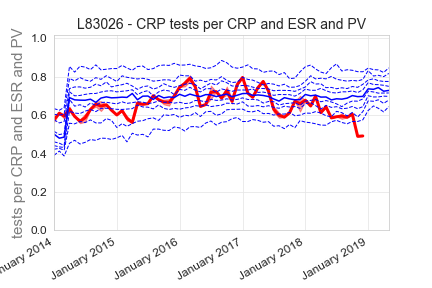 L83026 - CRP tests per CRP and ESR and PV
tests per CRP and ESR and PV
1.0
0.8
0.6
0.4
0.2
0.0
nuary 2014
January 2015
January 2016
January 2017
January 2018
January 2019